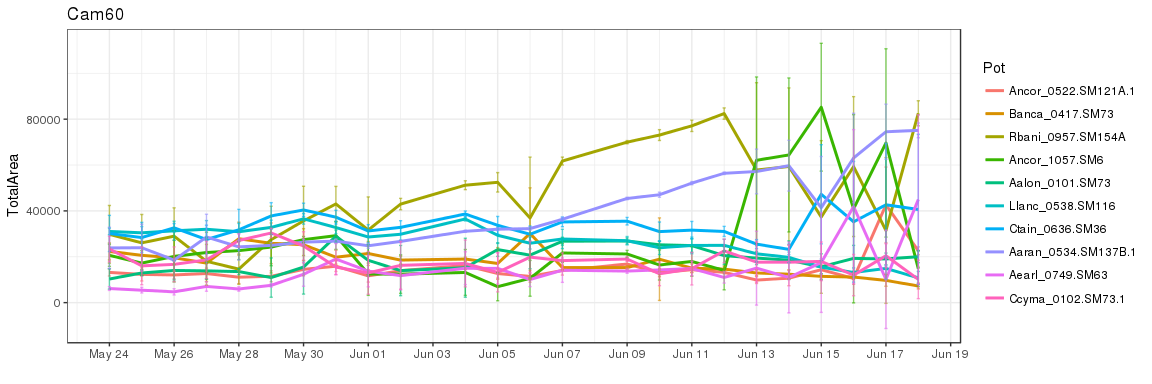 Cam60
TotalArea
80000
40000
0
May 24
May 26
May 28
May 30
Jun 01
Jun 03
Jun 05
Jun 07
Jun 09
Jun 11
Jun 13
Jun 15
Jun 17
Jun 19
Pot
Ancor_0522.SM121A.1
Banca_0417.SM73
Rbani_0957.SM154A
Ancor_1057.SM6
Aalon_0101.SM73
Llanc_0538.SM116
Ctain_0636.SM36
Aaran_0534.SM137B.1
Aearl_0749.SM63
Ccyma_0102.SM73.1